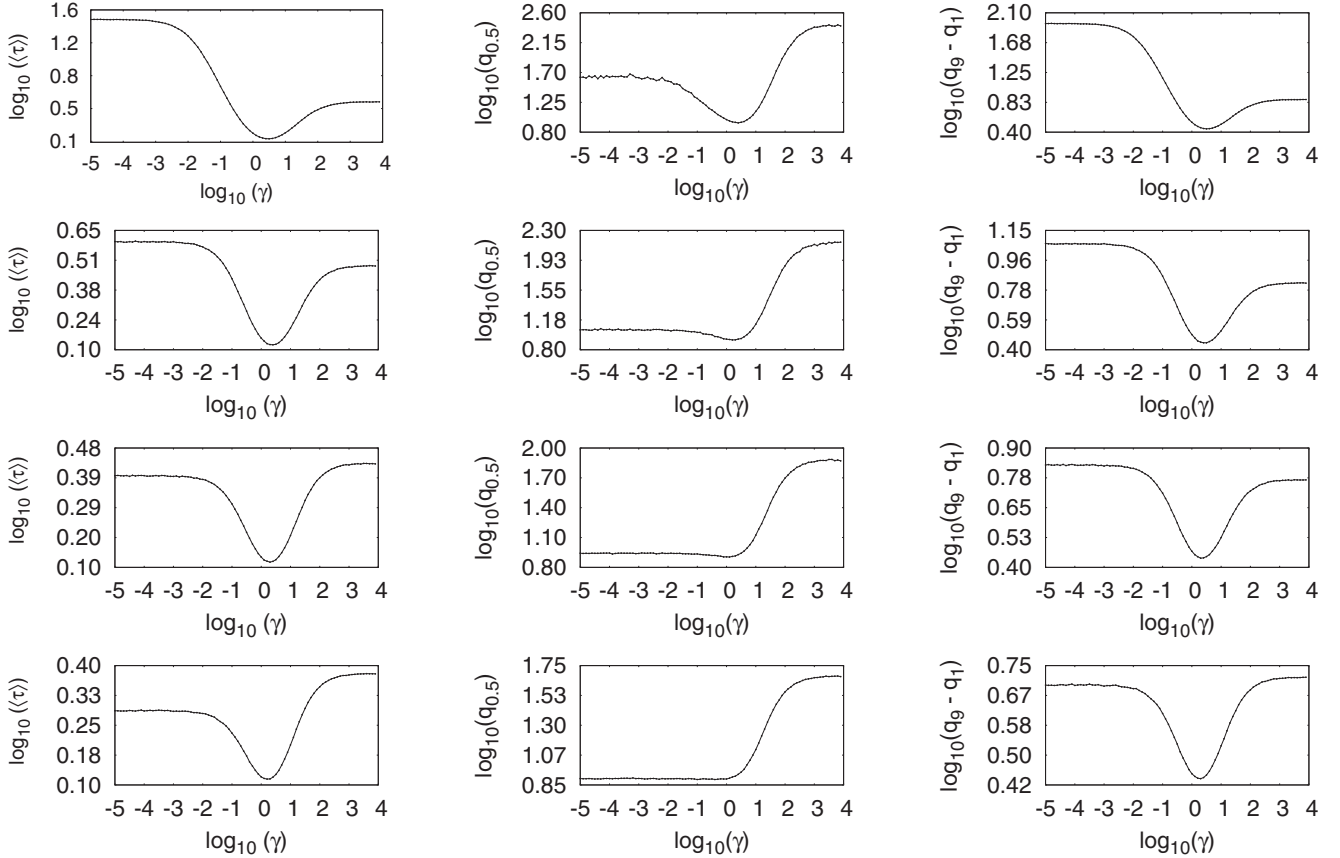 1.6
1.2
0.8
0.5
0.1
log10 (⟨τ⟩)
-5 -4 -3 -2 -1 0 1 2 3 4
log10 (γ)
2.60
2.15
1.70
1.25
0.80
log10(q0.5)
-5 -4 -3 -2 -1 0 1 2 3 4
log10(γ)
2.10
1.68
1.25
0.83
0.40
log10(q9 - q1)
-5 -4 -3 -2 -1 0 1 2 3 4
log10(γ)
0.65
0.51
0.38
0.24
0.10
log10 (⟨τ⟩)
-5 -4 -3 -2 -1 0 1 2 3 4
log10 (γ)
2.30
1.93
1.55
1.18
0.80
log10(q0.5)
-5 -4 -3 -2 -1 0 1 2 3 4
log10(γ)
1.15
0.96
0.78
0.59
0.40
log10(q9 - q1)
-5 -4 -3 -2 -1 0 1 2 3 4
log10(γ)
0.48
0.39
0.29
0.20
0.10
log10 (⟨τ⟩)
-5 -4 -3 -2 -1 0 1 2 3 4
log10 (γ)
2.00
1.70
1.40
1.10
0.80
log10(q0.5)
-5 -4 -3 -2 -1 0 1 2 3 4
log10(γ)
0.90
0.78
0.65
0.53
0.40
log10(q9 - q1)
-5 -4 -3 -2 -1 0 1 2 3 4
log10(γ)
0.40
0.33
0.25
0.18
0.10
log10 (⟨τ⟩)
-5 -4 -3 -2 -1 0 1 2 3 4
log10 (γ)
1.75
1.53
1.30
1.07
0.85
log10(q0.5)
-5 -4 -3 -2 -1 0 1 2 3 4
log10(γ)
0.75
0.67
0.58
0.50
0.42
log10(q9 - q1)
-5 -4 -3 -2 -1 0 1 2 3 4
log10(γ)